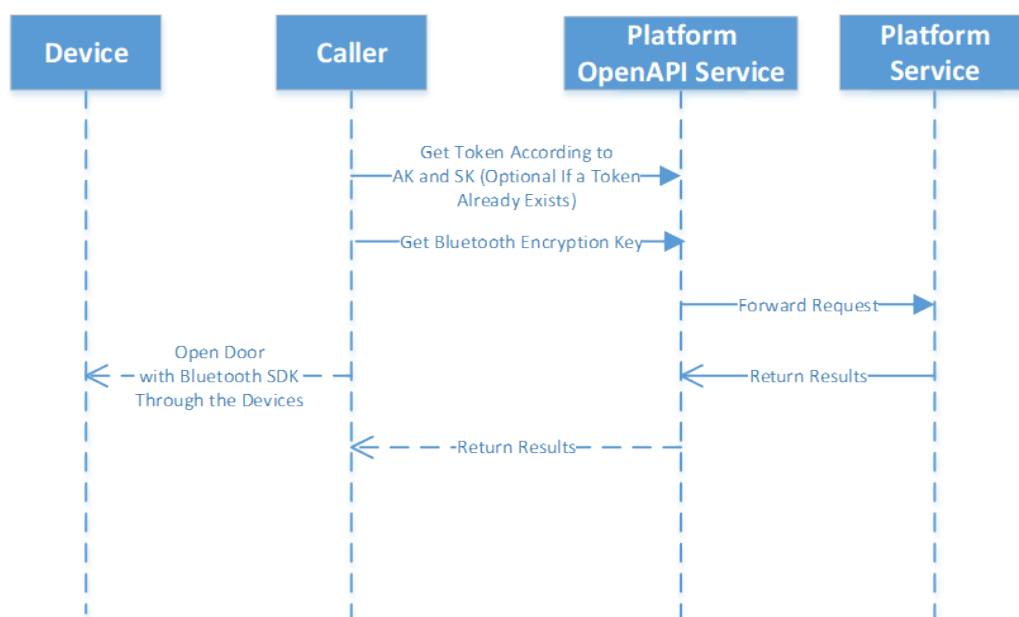 Device
Caller
Platform
OpenAPI Service
Platform
Service
Get Token According to
AK and SK (Optional If a Token
Already Exists)
Get Bluetooth Encryption Key
Forward Request
Open Door
with Bluetooth SDK
Through the Devices
Return Results
Return Results